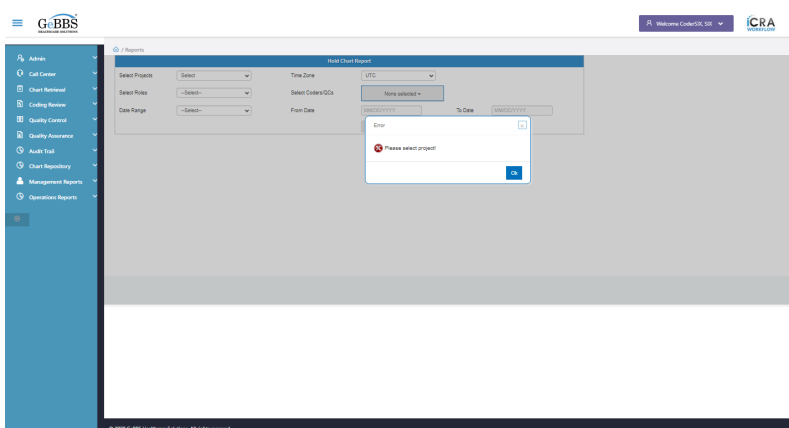 GeBBS
HEALTHCARE SOLUTIONS
Welcome CoderSIX, SIX
iCRA
WORKFLOW
/ Reports
Admin
Call Center
Chart Retrieval
Coding Review
Quality Control
Quality Assurance
Audit Trail
Chart Repository
Management Reports
Operations Reports
Hold Chart Report
Select Projects
Select
Time Zone
UTC
Select Roles
--Select--
Select Coders/QCs
None selected
Date Range
--Select--
From Date
MM/DD/YYYY
To Date
MM/DD/YYYY
Error
x
Please select project!
Ok